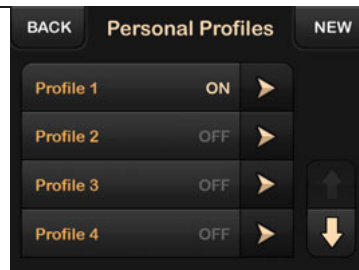 BACK Personal Profiles NEW
Profile 1 ON
Profile 2 OFF
Profile 3 OFF
Profile 4 OFF